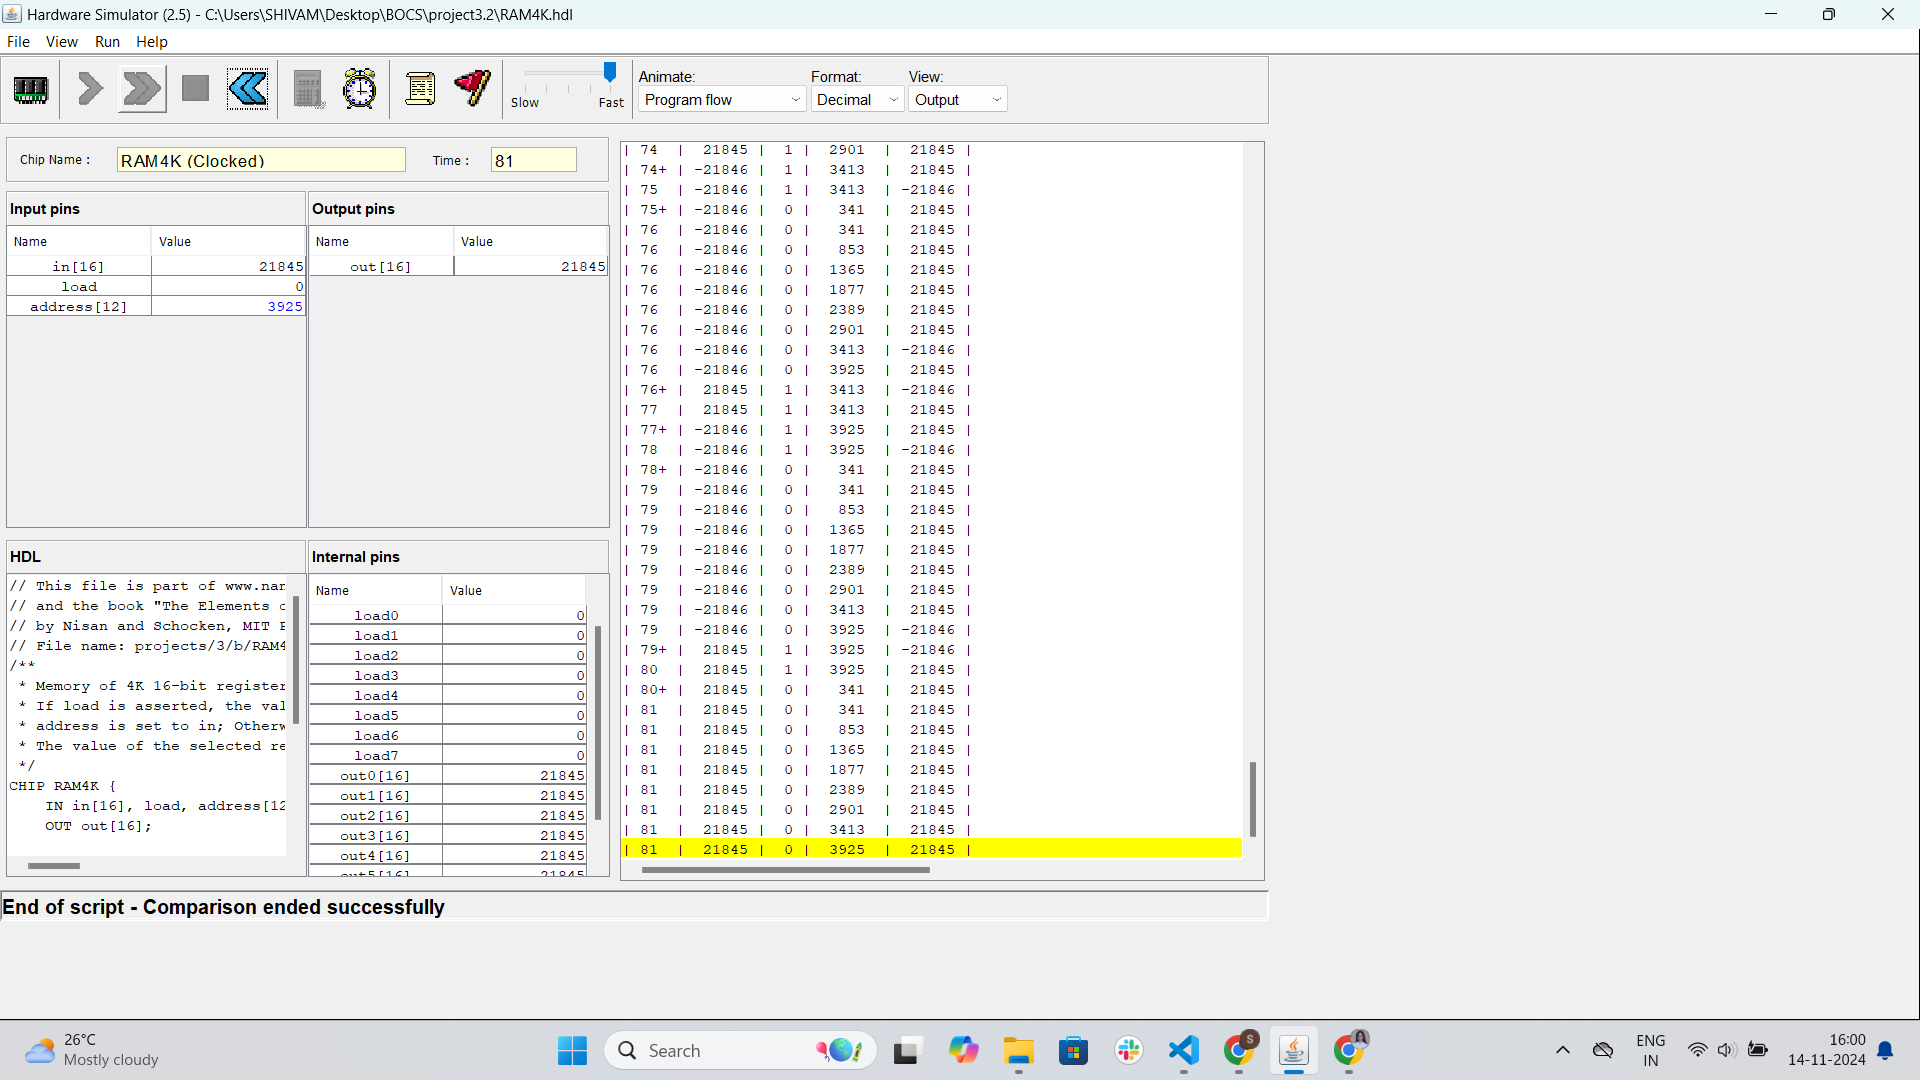 Hardware Simulator (2.5) - C:\Users\SHIVAM\Desktop\BOCS\project3.2\RAM4K.hdl
File View Run Help
Slow Fast
Animate: Format: View:
Program flow Decimal Output
Chip Name : RAM4K (Clocked) Time : 81
Input pins
Name Value
in[16] 21845
load 0
address[12] 3925
Output pins
Name Value
out[16] 21845
HDL
// This file is part of www.nan
// and the book "The Elements o
// by Nisan and Schocken, MIT P
// File name: projects/3/b/RAM4
/**
* Memory of 4K 16-bit register
* If load is asserted, the val
* address is set to in; Otherw
* The value of the selected re
*/
CHIP RAM4K {
IN in[16], load, address[12
OUT out[16];
Internal pins
Name Value
load0 0
load1 0
load2 0
load3 0
load4 0
load5 0
load6 0
load7 0
out0[16] 21845
out1[16] 21845
out2[16] 21845
out3[16] 21845
out4[16] 21845
out5[16] 21845
| 74 | 21845 | 1 | 2901 | 21845 |
| 74+ | -21846 | 1 | 3413 | 21845 |
| 75 | -21846 | 1 | 3413 | -21846 |
| 75+ | -21846 | 0 | 341 | 21845 |
| 76 | -21846 | 0 | 341 | 21845 |
| 76 | -21846 | 0 | 853 | 21845 |
| 76 | -21846 | 0 | 1365 | 21845 |
| 76 | -21846 | 0 | 1877 | 21845 |
| 76 | -21846 | 0 | 2389 | 21845 |
| 76 | -21846 | 0 | 2901 | 21845 |
| 76 | -21846 | 0 | 3413 | -21846 |
| 76 | -21846 | 0 | 3925 | 21845 |
| 76+ | 21845 | 1 | 3413 | -21846 |
| 77 | 21845 | 1 | 3413 | 21845 |
| 77+ | -21846 | 1 | 3925 | 21845 |
| 78 | -21846 | 1 | 3925 | -21846 |
| 78+ | -21846 | 0 | 341 | 21845 |
| 79 | -21846 | 0 | 341 | 21845 |
| 79 | -21846 | 0 | 853 | 21845 |
| 79 | -21846 | 0 | 1365 | 21845 |
| 79 | -21846 | 0 | 1877 | 21845 |
| 79 | -21846 | 0 | 2389 | 21845 |
| 79 | -21846 | 0 | 2901 | 21845 |
| 79 | -21846 | 0 | 3413 | 21845 |
| 79 | -21846 | 0 | 3925 | -21846 |
| 79+ | 21845 | 1 | 3925 | -21846 |
| 80 | 21845 | 1 | 3925 | 21845 |
| 80+ | 21845 | 0 | 341 | 21845 |
| 81 | 21845 | 0 | 341 | 21845 |
| 81 | 21845 | 0 | 853 | 21845 |
| 81 | 21845 | 0 | 1365 | 21845 |
| 81 | 21845 | 0 | 1877 | 21845 |
| 81 | 21845 | 0 | 2389 | 21845 |
| 81 | 21845 | 0 | 2901 | 21845 |
| 81 | 21845 | 0 | 3413 | 21845 |
| 81 | 21845 | 0 | 3925 | 21845 |
End of script - Comparison ended successfully
26°C
Mostly cloudy
Search
S
ENG
IN
16:00
14-11-2024